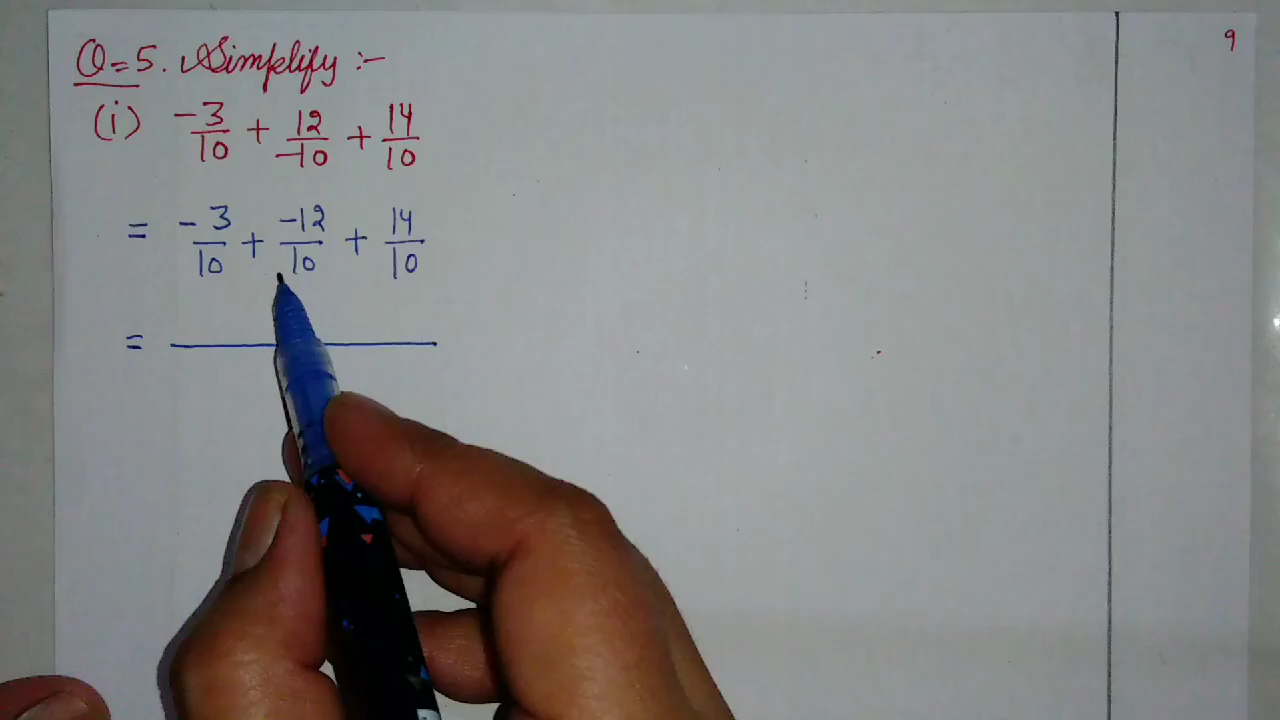 9
Q=5. Simplify :-
(i) -3/10 + 12/-10 + 14/10
= -3/10 + -12/10 + 14/10
=